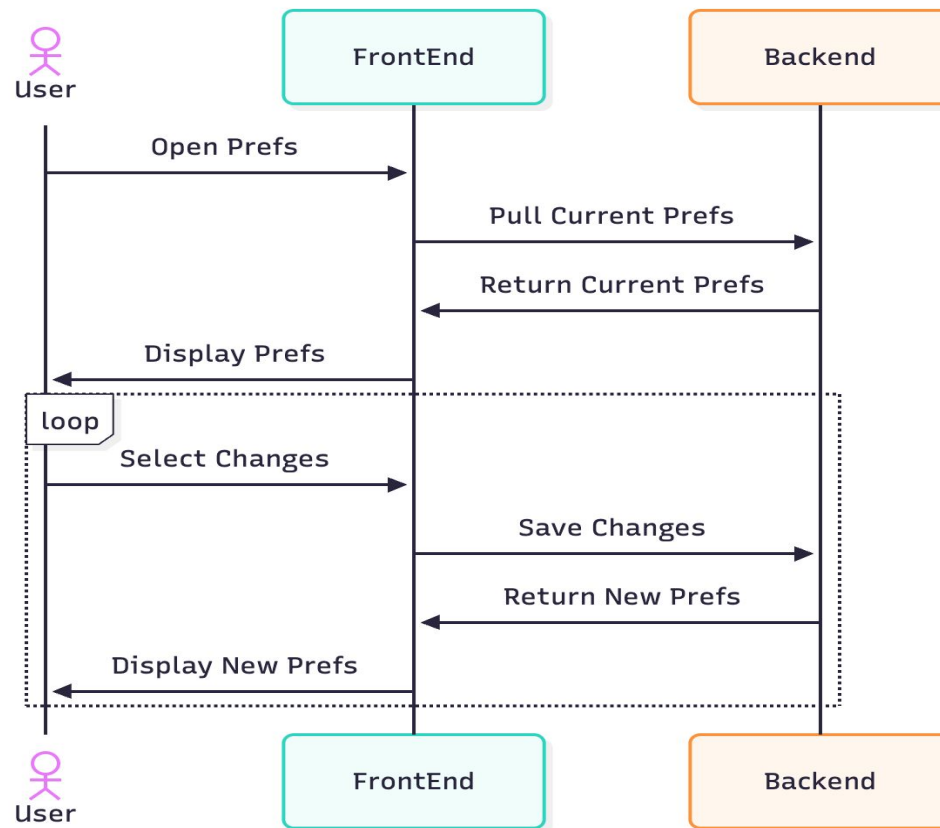 User
FrontEnd
Backend
Open Prefs
Pull Current Prefs
Return Current Prefs
Display Prefs
loop
Select Changes
Save Changes
Return New Prefs
Display New Prefs
User
FrontEnd
Backend